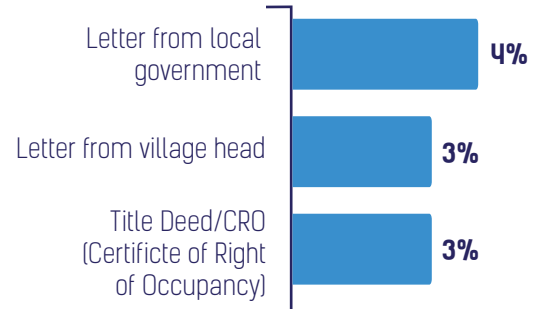 Letter from local
government
4%
Letter from village head
3%
Title Deed/CRO
(Certificte of Right
of Occupancy)
3%